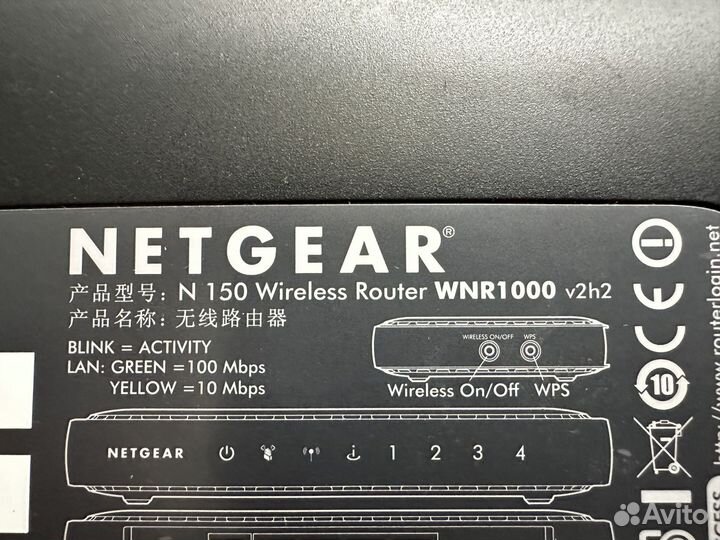 NETGEAR®
产品型号: N 150 Wireless Router WNR1000 v2h2
产品名称: 无线路由器
BLINK = ACTIVITY
LAN: GREEN = 100 Mbps
YELLOW = 10 Mbps
WIRELESS ON/OFF WPS
Wireless On/Off WPS
NETGEAR 1 2 3 4
CE
10
routerlogin.net
Avito